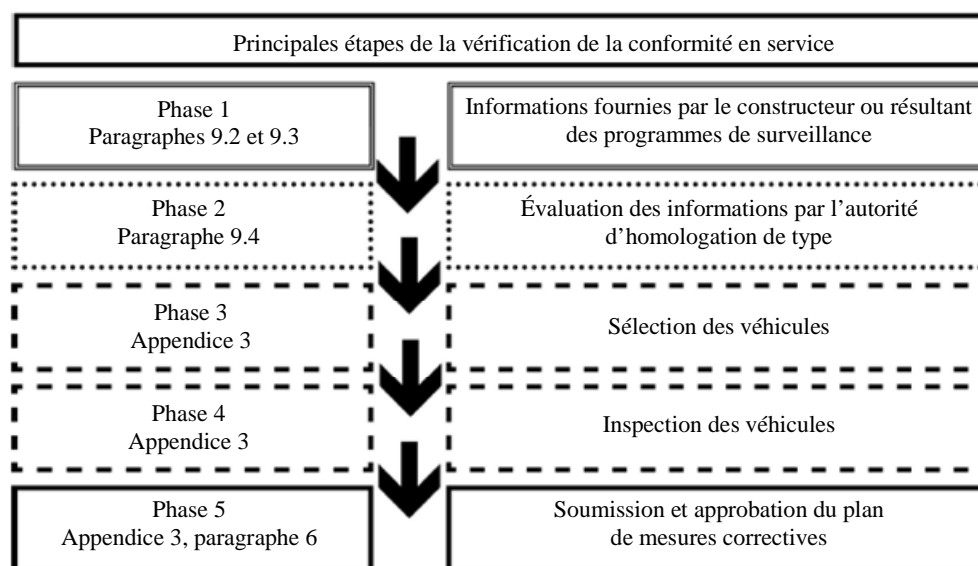 Principales étapes de la vérification de la conformité en service
Phase 1
Paragraphes 9.2 et 9.3
Informations fournies par le constructeur ou résultant
des programmes de surveillance
Phase 2
Paragraphe 9.4
Évaluation des informations par l'autorité
d'homologation de type
Phase 3
Appendice 3
Sélection des véhicules
Phase 4
Appendice 3
Inspection des véhicules
Phase 5
Appendice 3, paragraphe 6
Soumission et approbation du plan
de mesures correctives